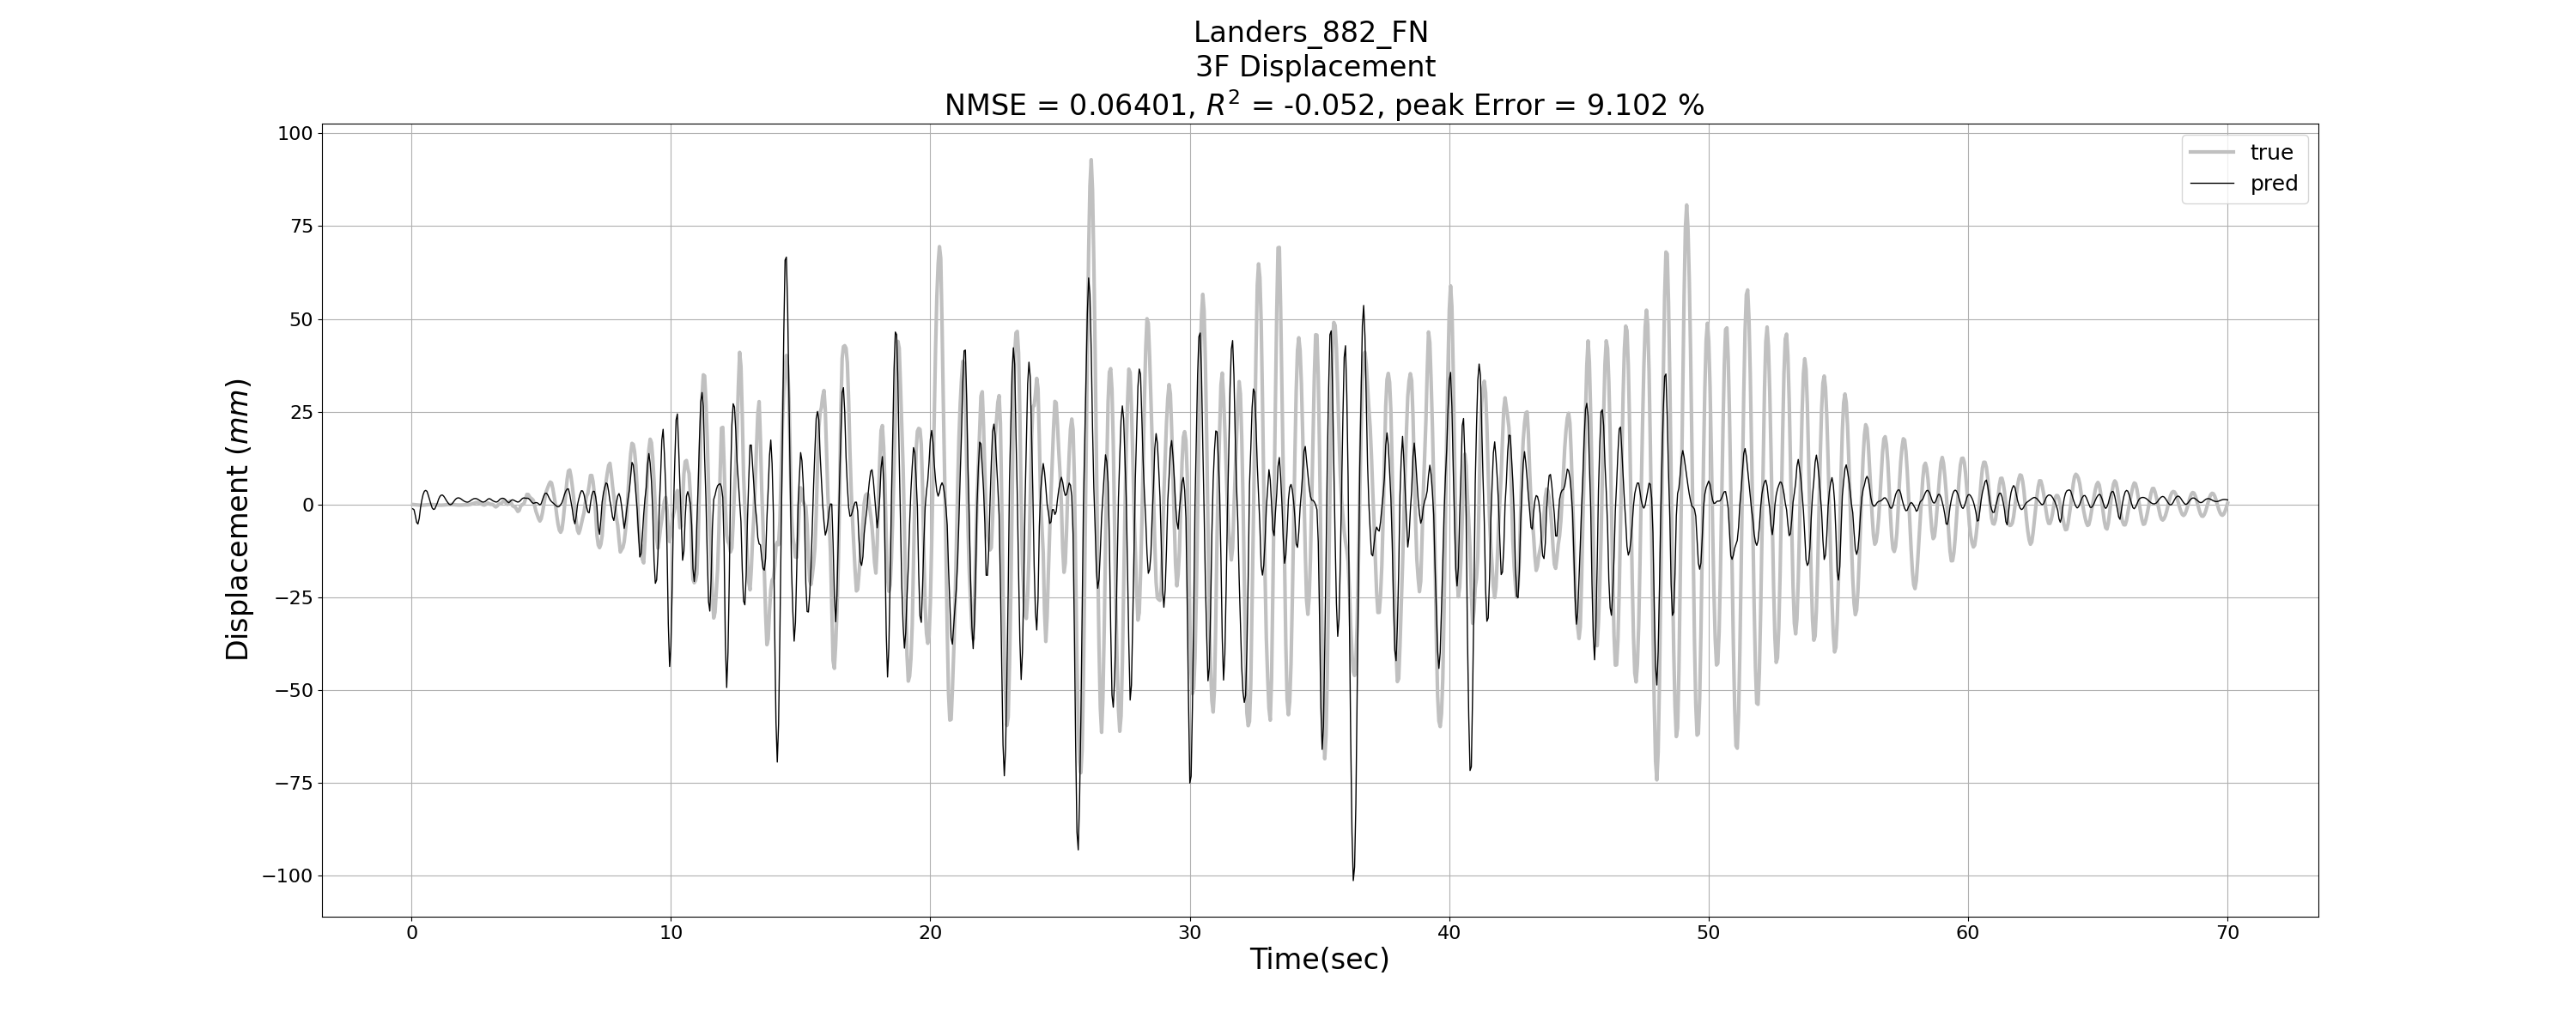 Landers_882_FN
3F Displacement
NMSE = 0.06401, R² = -0.052, peak Error = 9.102 %
true
pred
Displacement (mm)
100
75
50
25
0
−25
−50
−75
−100
0 10 20 30 40 50 60 70
Time(sec)